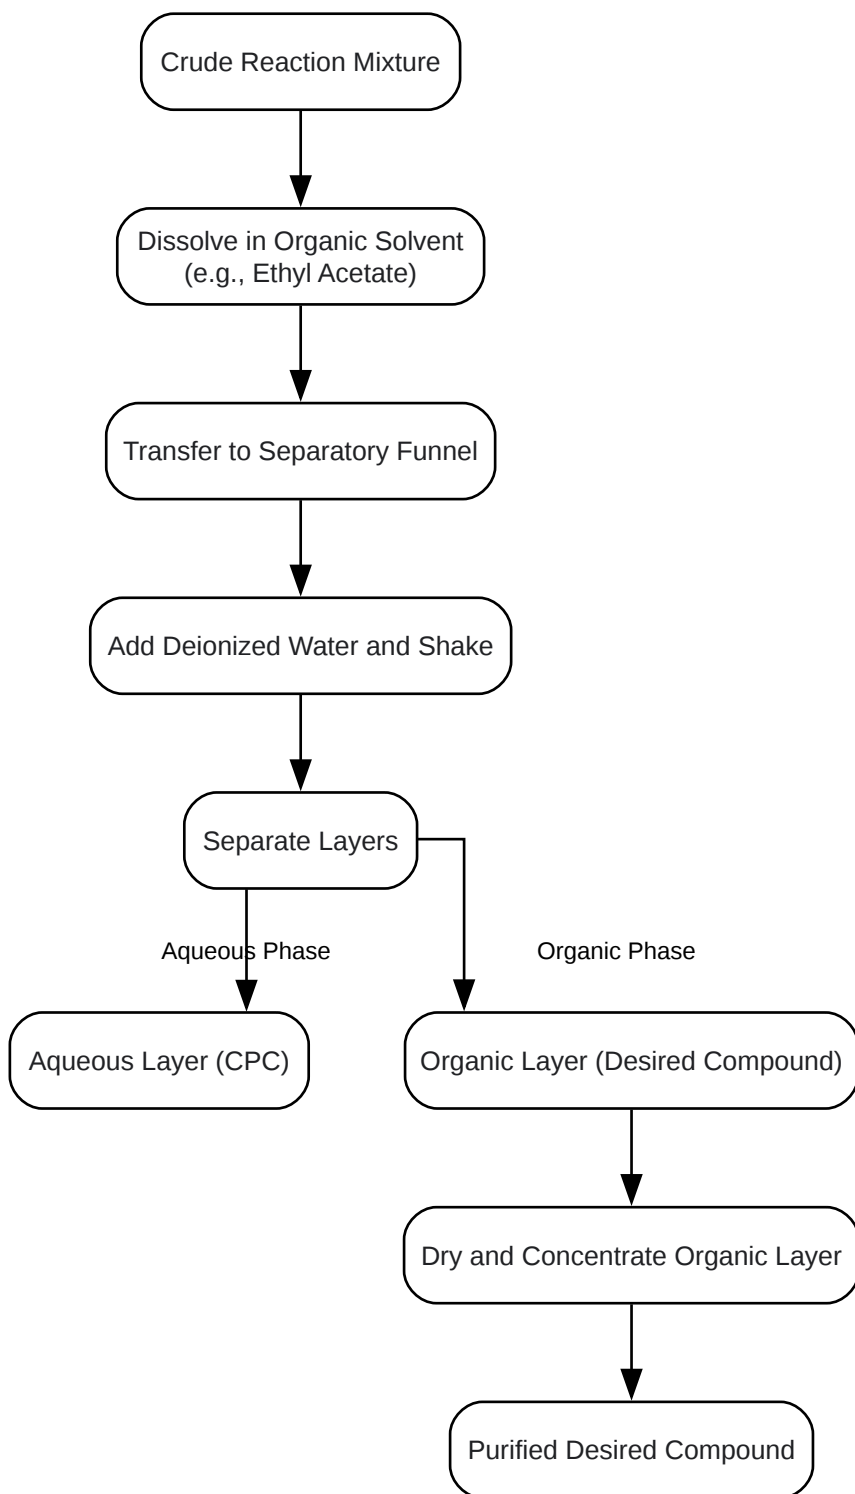 Crude Reaction Mixture
Dissolve in Organic Solvent
(e.g., Ethyl Acetate)
Transfer to Separatory Funnel
Add Deionized Water and Shake
Separate Layers
Aqueous Phase
Organic Phase
Aqueous Layer (CPC)
Organic Layer (Desired Compound)
Dry and Concentrate Organic Layer
Purified Desired Compound